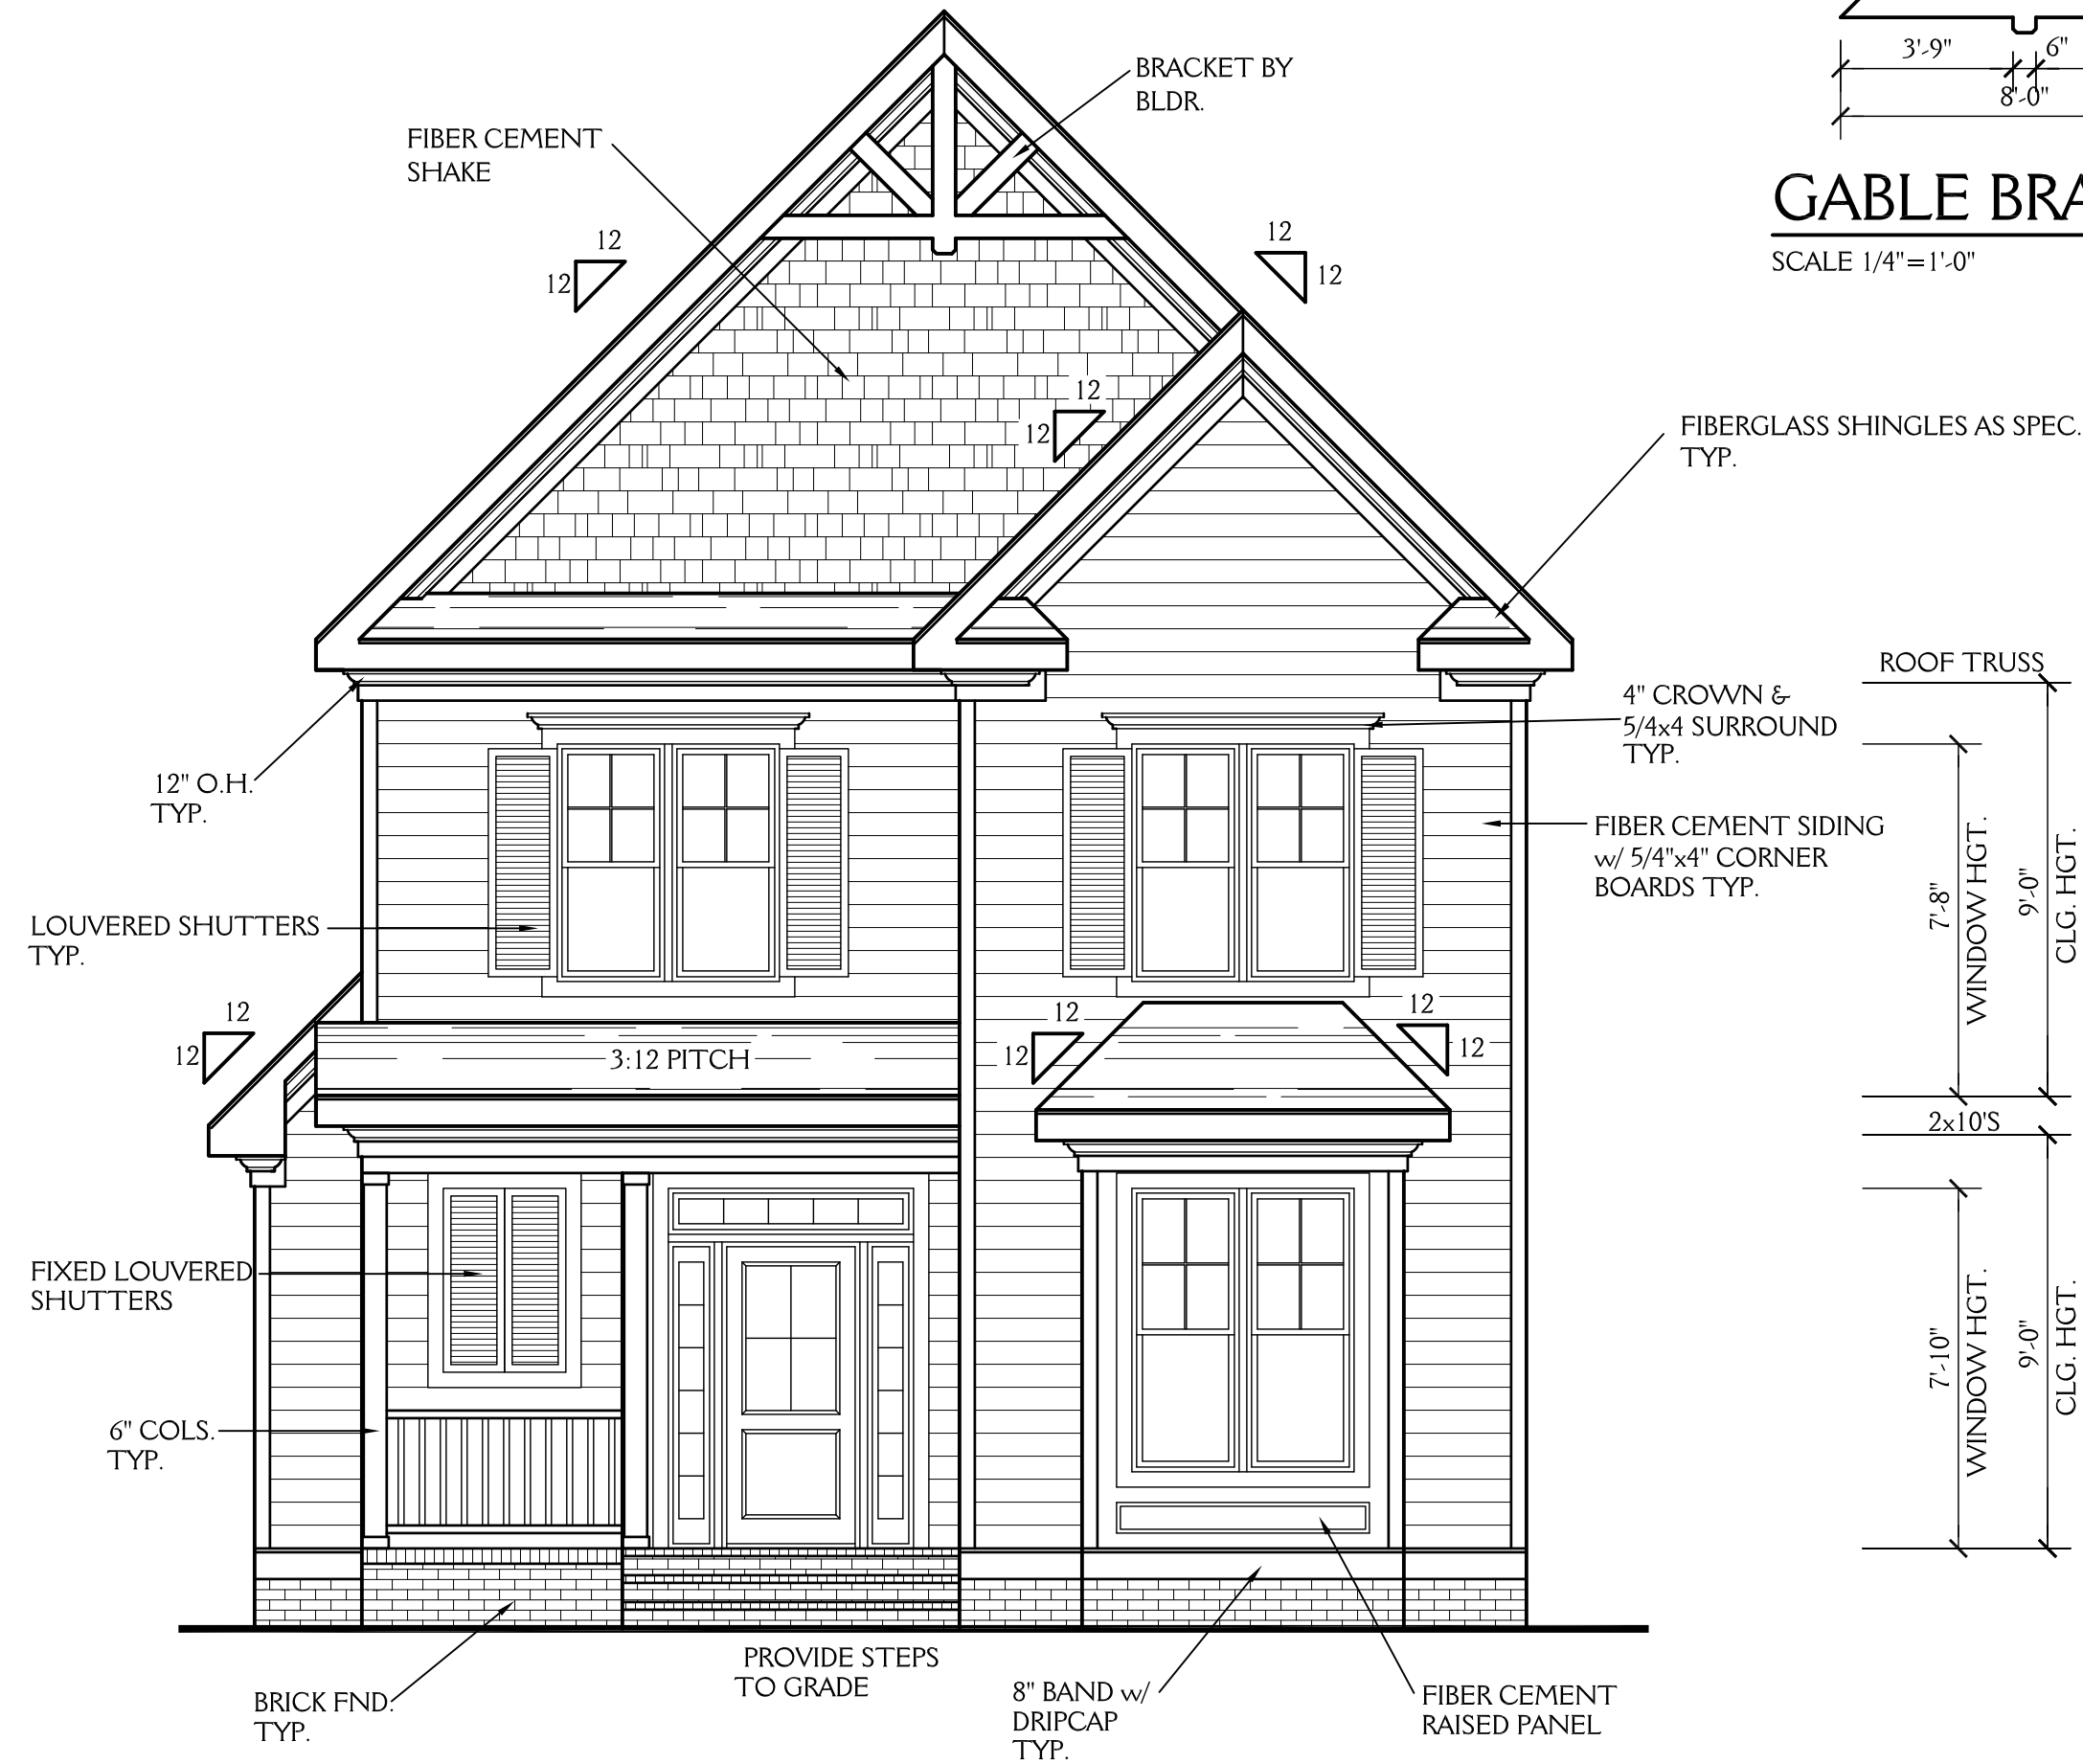 3'-9"
6"
8'-0"
GABLE BRA
SCALE 1/4"=1'-0"
BRACKET BY
BLDR.
FIBER CEMENT
SHAKE
12
12
12
12
12
12
FIBERGLASS SHINGLES AS SPEC.
TYP.
ROOF TRUSS
4" CROWN &
5/4x4 SURROUND
TYP.
12" O.H.
TYP.
FIBER CEMENT SIDING
w/ 5/4"x4" CORNER
BOARDS TYP.
7'-8"
WINDOW HGT.
9'-0"
CLG. HGT.
LOUVERED SHUTTERS
TYP.
12
12
12
12
12
12
3:12 PITCH
2x10'S
FIXED LOUVERED
SHUTTERS
7'-10"
WINDOW HGT.
9'-0"
CLG. HGT.
6" COLS.
TYP.
PROVIDE STEPS
TO GRADE
BRICK FND.
TYP.
8" BAND w/
DRIPCAP
TYP.
FIBER CEMENT
RAISED PANEL